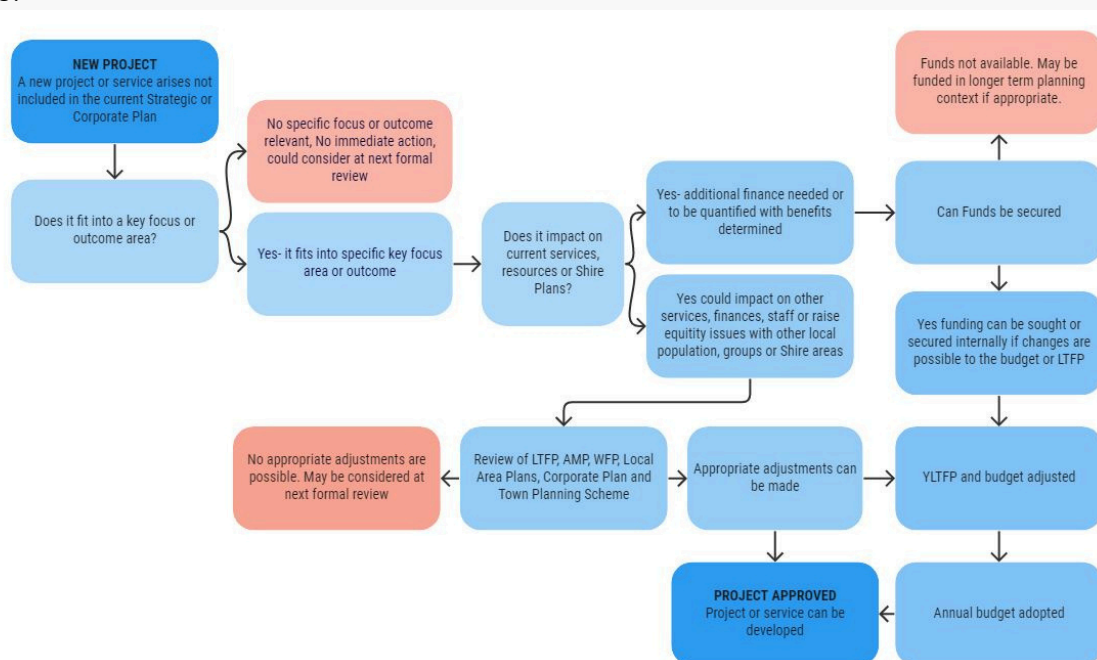 NEW PROJECT
A new project or service arises not
included in the current Strategic or
Corporate Plan
Does it fit into a key focus or
outcome area?
No specific focus or outcome
relevant, No immediate action,
could consider at next formal
review
Yes- it fits into specific key focus
area or outcome
Does it impact on
current services,
resources or Shire
Plans?
Yes- additional finance needed or
to be quantified with benefits
determined
Yes could impact on other
services, finances, staff or raise
equitity issues with other local
population, groups or Shire areas
Funds not available. May be
funded in longer term planning
context if appropriate.
Can Funds be secured
Yes funding can be sought or
secured internally if changes are
possible to the budget or LTFP
No appropriate adjustments are
possible. May be considered at
next formal review
Review of LTFP, AMP, WFP, Local
Area Plans, Corporate Plan and
Town Planning Scheme
Appropriate adjustments can
be made
YLTFP and budget adjusted
PROJECT APPROVED
Project or service can be
developed
Annual budget adopted